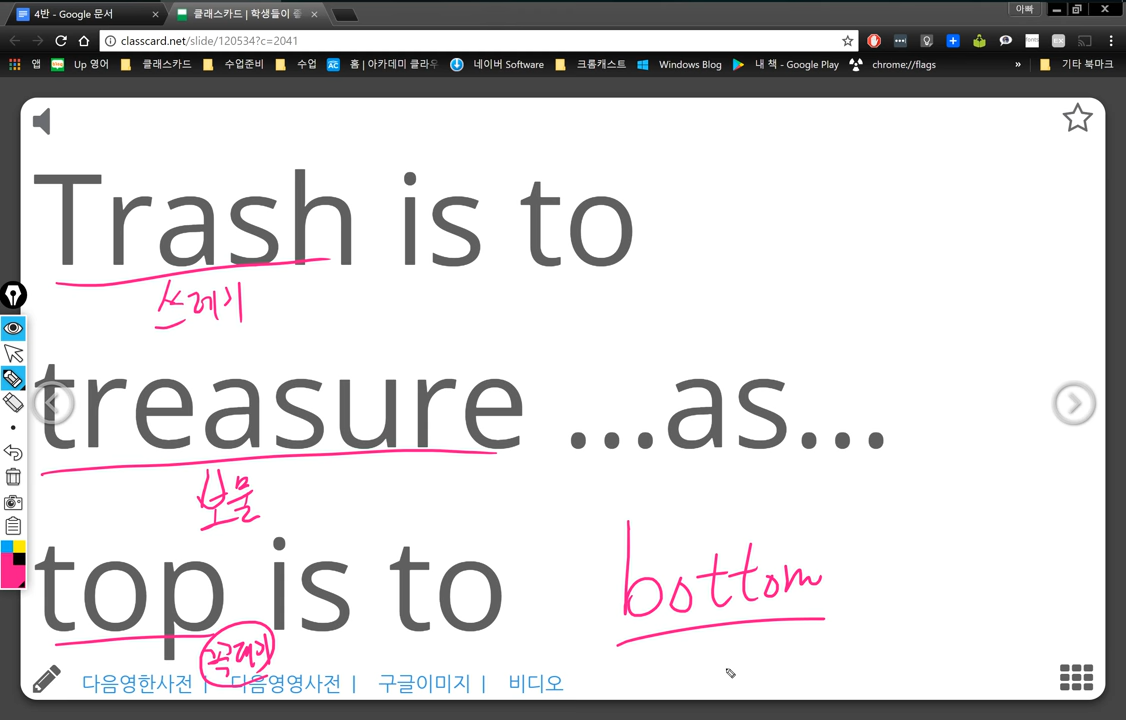 4반 - Google 문서
클래스카드 | 학생들이 
아빠
classcard.net/slide/120534?c=2041
앱 Up 영어 클래스카드 수업준비 수업 홈 | 아카데미 클라우 네이버 Software 크롬캐스트 Windows Blog 내 책 - Google Play chrome://flags » 기타 북마크
Trash is to
쓰레기
treasure ...as...
보물
top is to bottom
꼭대기
다음영한사전 | 다음영영사전 | 구글이미지 | 비디오